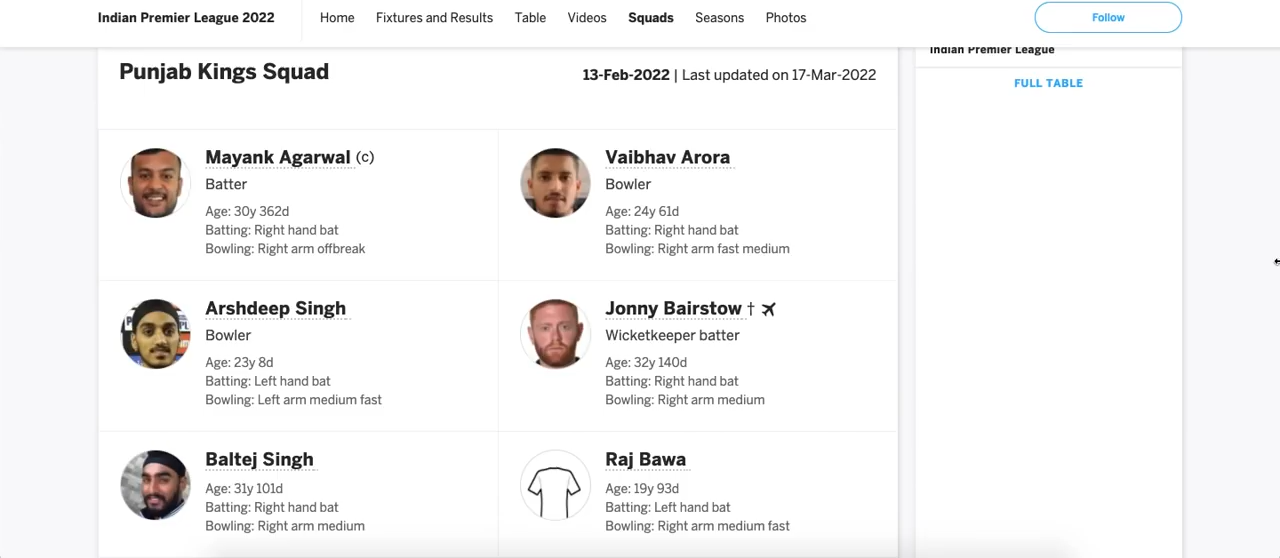 Indian Premier League 2022 Home Fixtures and Results Table Videos Squads Seasons Photos Follow
Indian Premier League
FULL TABLE
Punjab Kings Squad
13-Feb-2022 | Last updated on 17-Mar-2022
Mayank Agarwal (c)
Batter
Age: 30y 362d
Batting: Right hand bat
Bowling: Right arm offbreak
Vaibhav Arora
Bowler
Age: 24y 61d
Batting: Right hand bat
Bowling: Right arm fast medium
Arshdeep Singh
Bowler
Age: 23y 8d
Batting: Left hand bat
Bowling: Left arm medium fast
Jonny Bairstow †
Wicketkeeper batter
Age: 32y 140d
Batting: Right hand bat
Bowling: Right arm medium
Baltej Singh
Age: 31y 101d
Batting: Right hand bat
Bowling: Right arm medium
Raj Bawa
Age: 19y 93d
Batting: Left hand bat
Bowling: Right arm medium fast